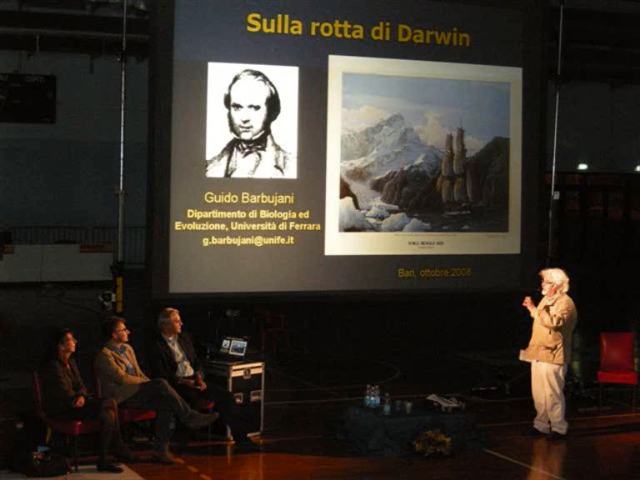 Sulla rotta di Darwin
Guido Barbujani
Dipartimento di Biologia ed
Evoluzione, Università di Ferrara
g.barbujani@unife.it
Bari, ottobre 2008